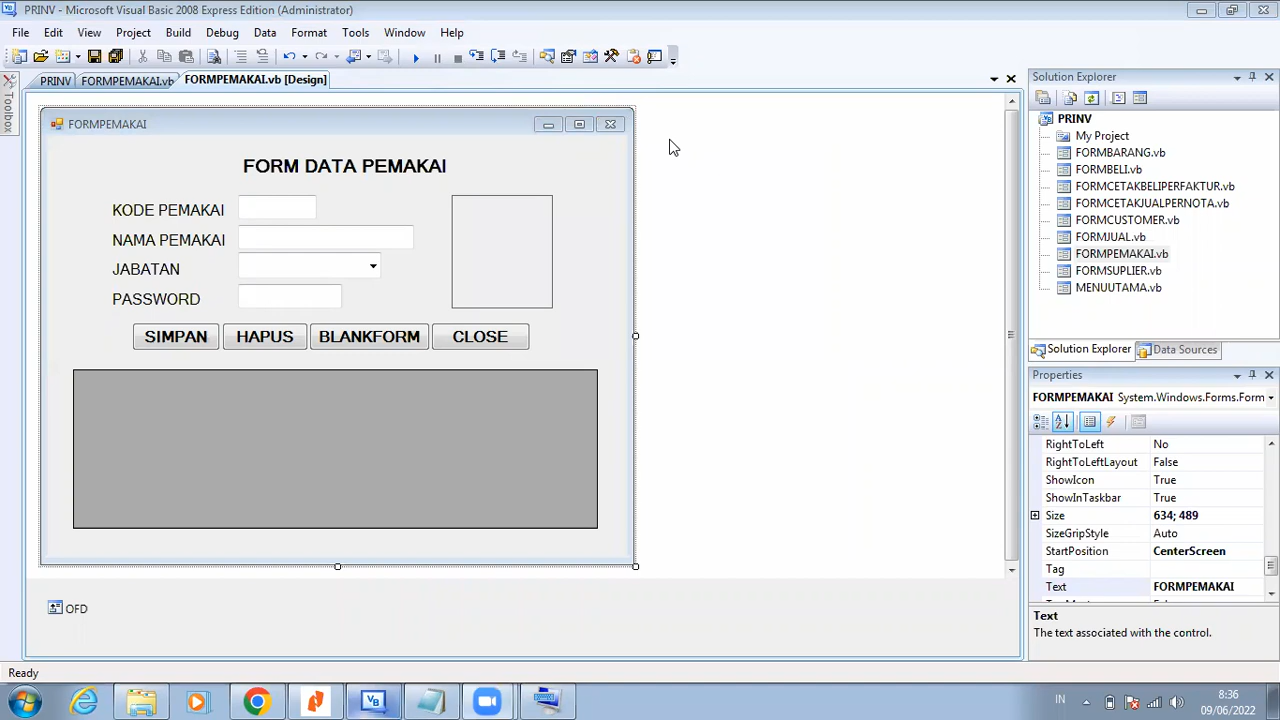 PRINV - Microsoft Visual Basic 2008 Express Edition (Administrator)
File Edit View Project Build Debug Data Format Tools Window Help
PRINV FORMPEMAKAI.vb FORMPEMAKAI.vb [Design]
Toolbox
FORMPEMAKAI
FORM DATA PEMAKAI
KODE PEMAKAI
NAMA PEMAKAI
JABATAN
PASSWORD
SIMPAN HAPUS BLANKFORM CLOSE
OFD
Solution Explorer
PRINV
My Project
FORMBARANG.vb
FORMBELI.vb
FORMCETAKBELIPERFAKTUR.vb
FORMCETAKJUALPERNOTA.vb
FORMCUSTOMER.vb
FORMJUAL.vb
FORMPEMAKAI.vb
FORMSUPLIER.vb
MENUUTAMA.vb
Solution Explorer Data Sources
Properties
FORMPEMAKAI System.Windows.Forms.Form
RightToLeft No
RightToLeftLayout False
ShowIcon True
ShowInTaskbar True
Size 634; 489
SizeGripStyle Auto
StartPosition CenterScreen
Tag
Text FORMPEMAKAI
Text
The text associated with the control.
Ready
IN
8:36
09/06/2022